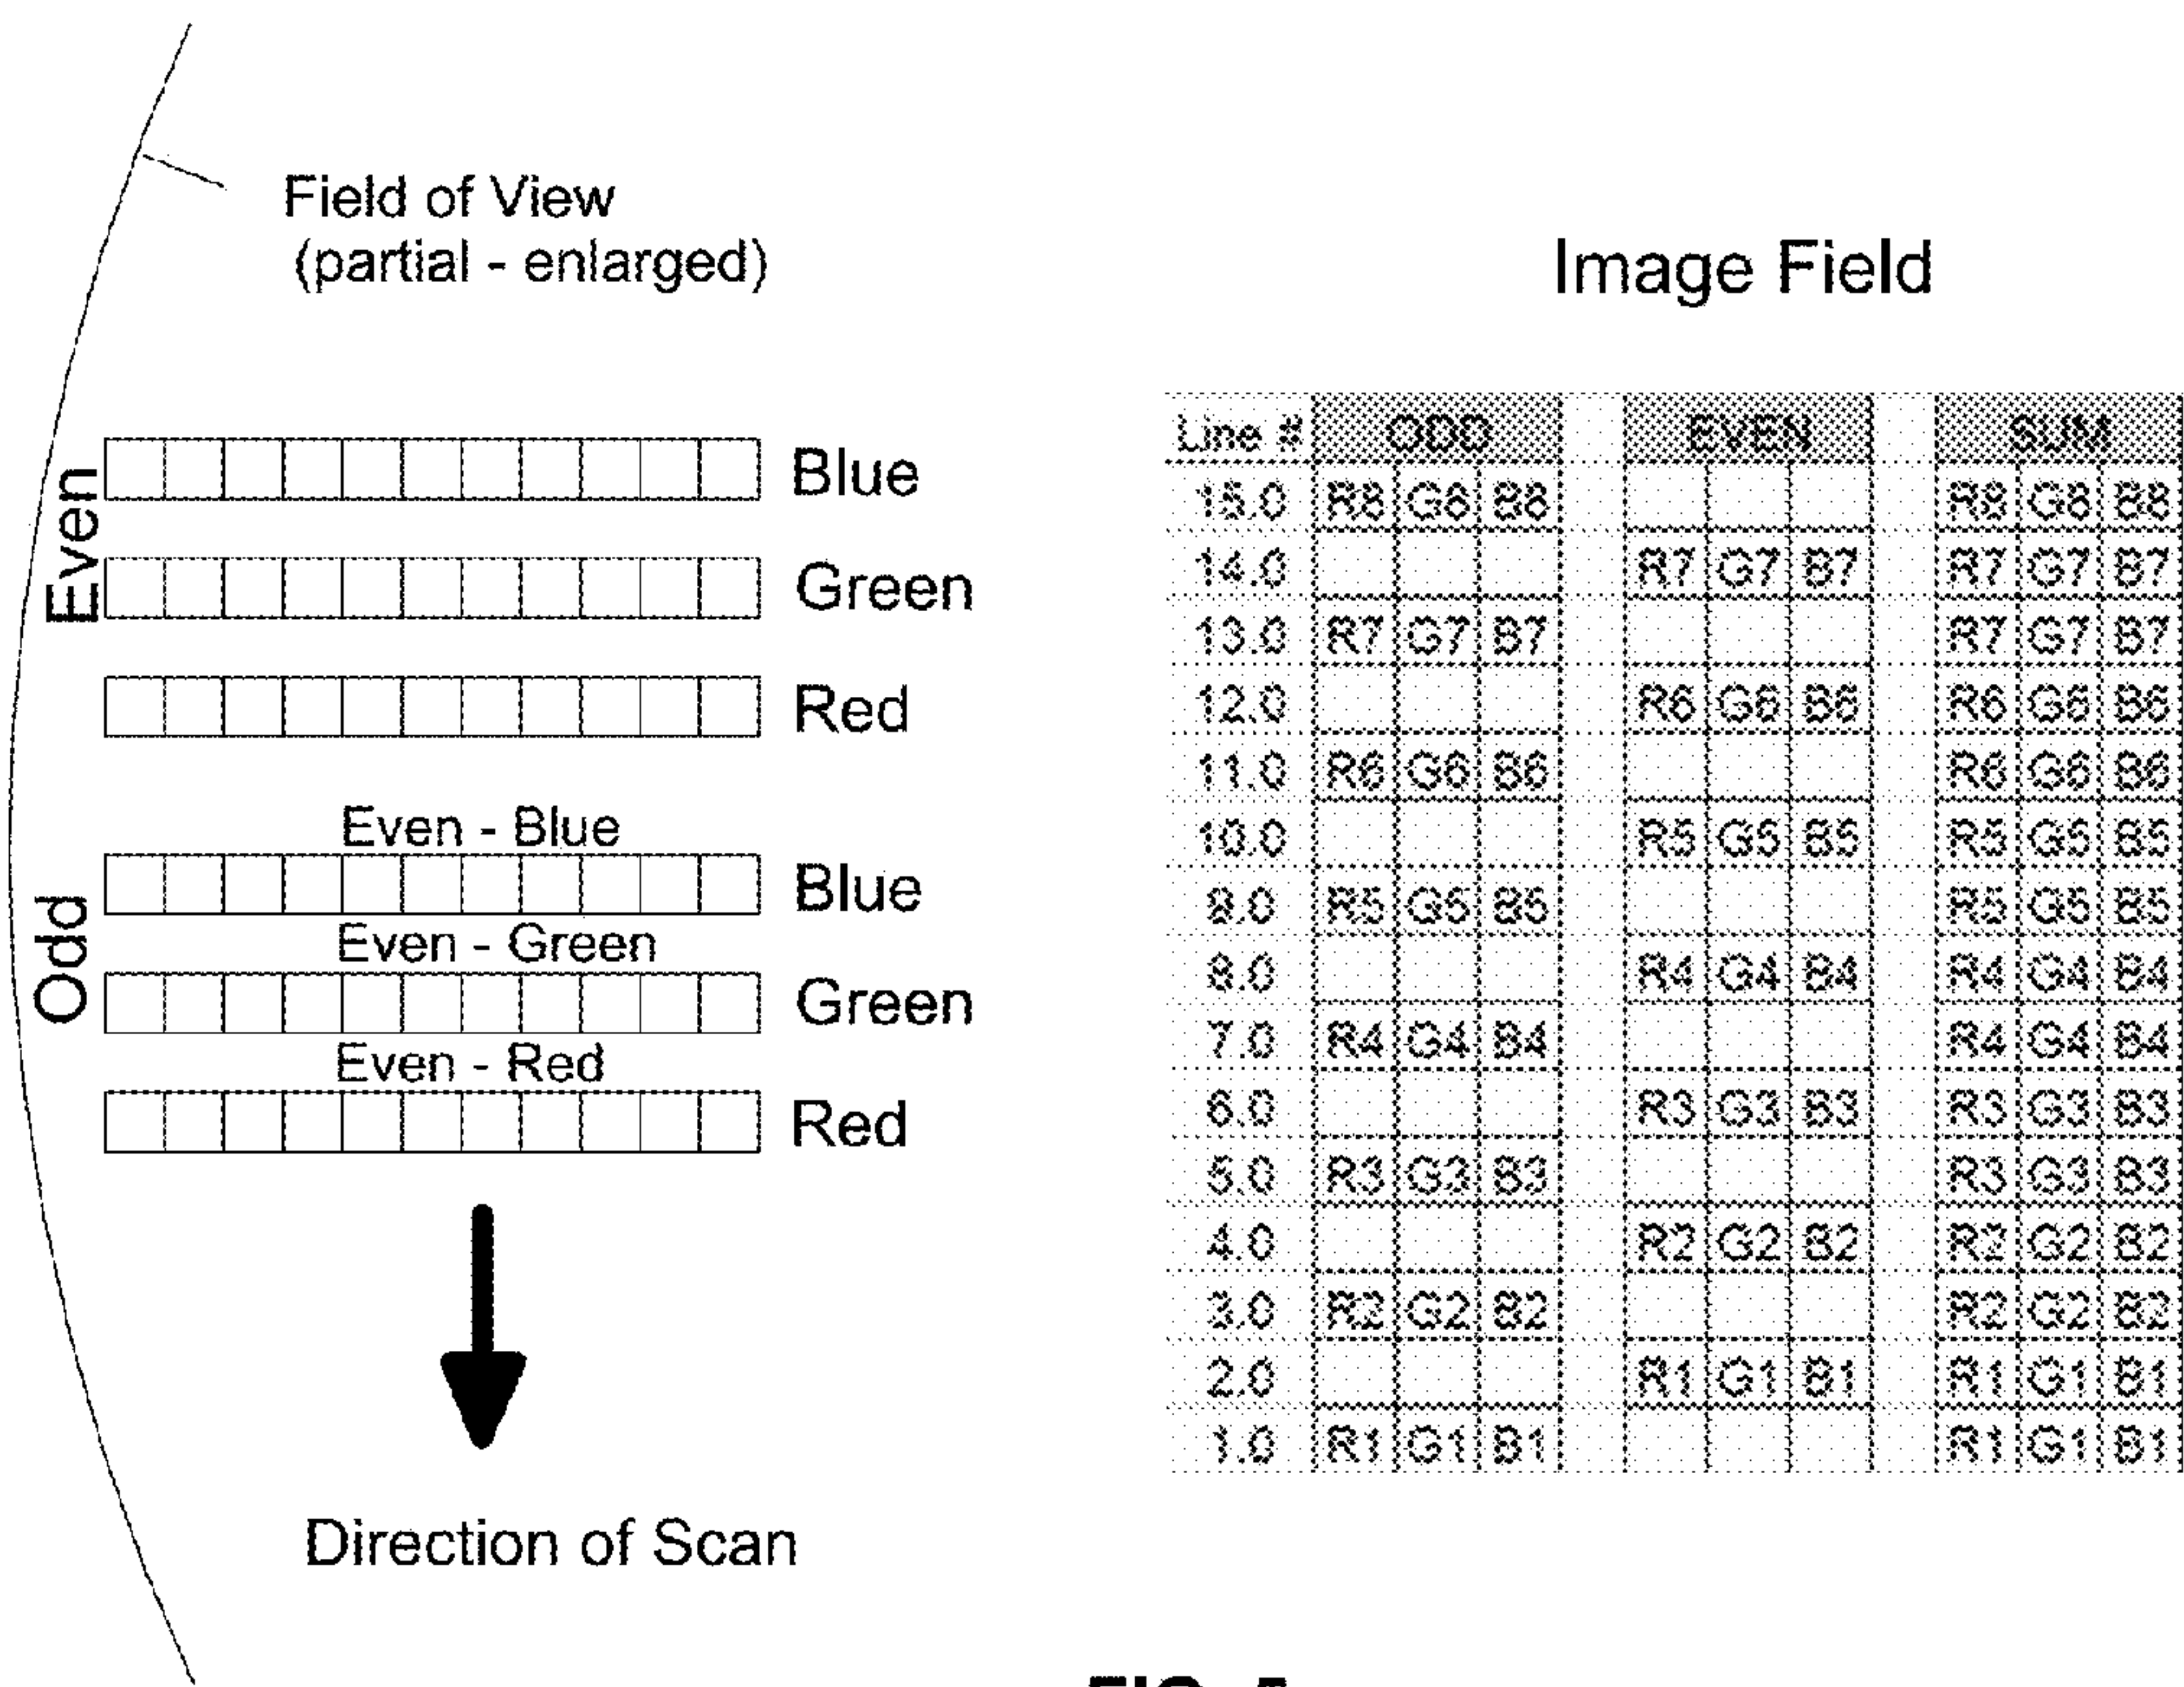 Field of View
(partial - enlarged)
Even
Blue
Green
Red
Odd
Even - Blue
Blue
Even - Green
Green
Even - Red
Red
Direction of Scan
Image Field
Line # ODD EVEN SUM
15.0 R8 G8 B8 R8 G8 B8
14.0 R7 G7 B7 R7 G7 B7
13.0 R7 G7 B7 R7 G7 B7
12.0 R6 G6 B6 R6 G6 B6
11.0 R6 G6 B6 R6 G6 B6
10.0 R5 G5 B5 R5 G5 B5
9.0 R5 G5 B5 R5 G5 B5
8.0 R4 G4 B4 R4 G4 B4
7.0 R4 G4 B4 R4 G4 B4
6.0 R3 G3 B3 R3 G3 B3
5.0 R3 G3 B3 R3 G3 B3
4.0 R2 G2 B2 R2 G2 B2
3.0 R2 G2 B2 R2 G2 B2
2.0 R1 G1 B1 R1 G1 B1
1.0 R1 G1 B1 R1 G1 B1